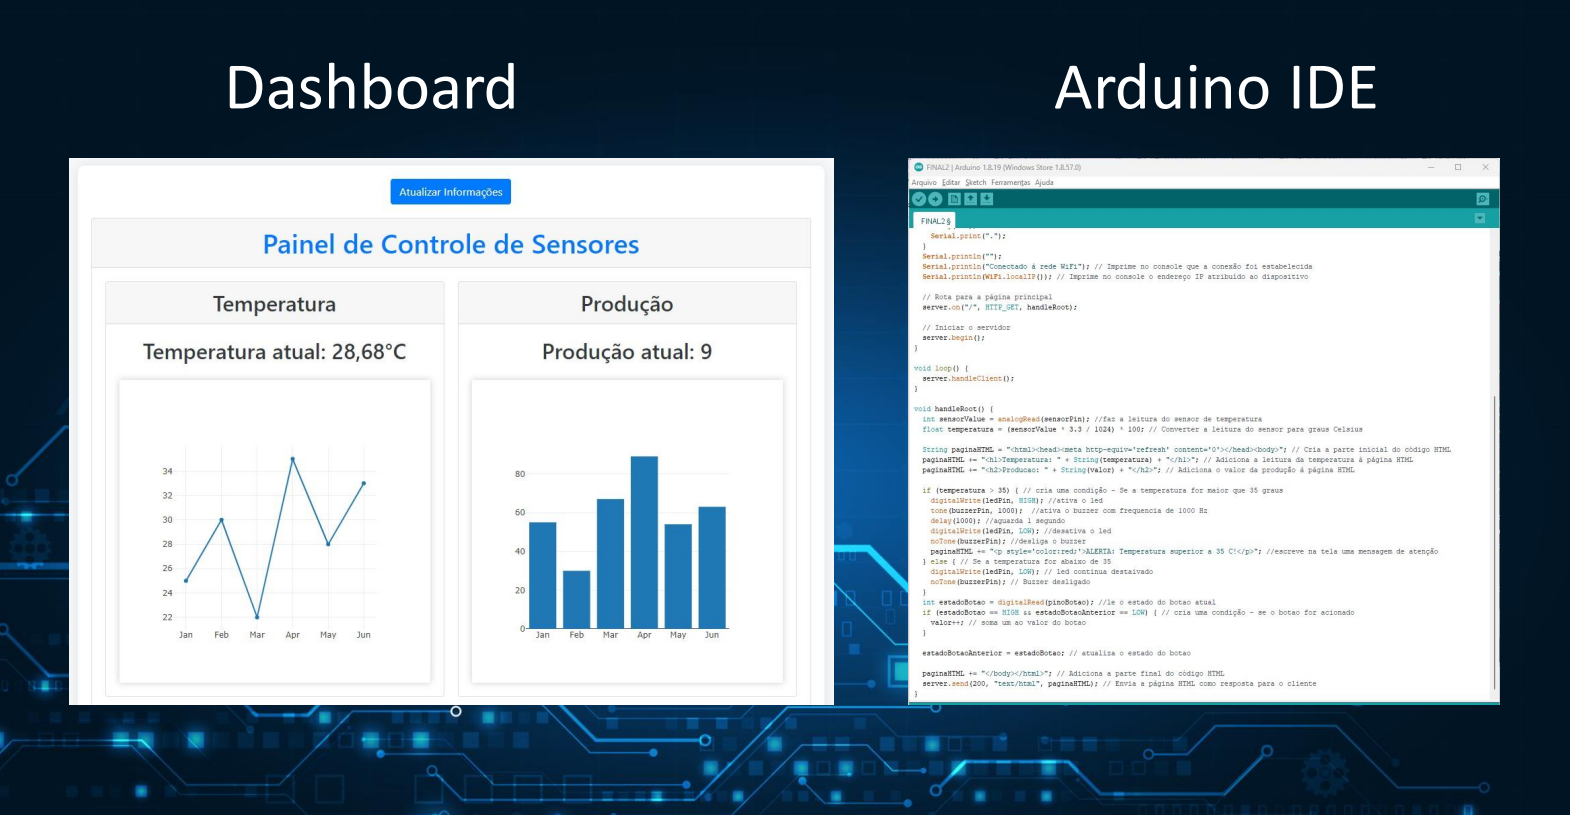 Dashboard
Arduino IDE
Atualizar Informações
Painel de Controle de Sensores
Temperatura
Temperatura atual: 28,68°C
34
32
30
28
26
24
22
Jan Feb Mar Apr May Jun
Produção
Produção atual: 9
80
60
40
20
0
Jan Feb Mar Apr May Jun
FINAL2 | Arduino 1.8.19 (Windows Store 1.8.57.0)
Arquivo Editar Sketch Ferramentas Ajuda
FINAL2 §
Serial.print(".");
}
Serial.println("");
Serial.println("Conectado á rede WiFi"); // Imprime no console que a conexão foi estabelecida
Serial.println(WiFi.localIP()); // Imprime no console o endereço IP atribuído ao dispositivo
// Rota para a página principal
server.on("/", HTTP_GET, handleRoot);
// Iniciar o servidor
server.begin();
}
void loop() {
server.handleClient();
}
void handleRoot() {
int sensorValue = analogRead(sensorPin); //faz a leitura do sensor de temperatura
float temperatura = (sensorValue * 3.3 / 1024) * 100; // Converter a leitura do sensor para graus Celsius
String paginaHTML = "<html><head><meta http-equiv='refresh' content='0'></head><body>"; // Cria a parte inicial do código HTML
paginaHTML += "<h1>Temperatura: " + String(temperatura) + "</h1>"; // Adiciona a leitura da temperatura á página HTML
paginaHTML += "<h2>Producao: " + String(valor) + "</h2>"; // Adiciona o valor da produção á página HTML
if (temperatura > 35) { // cria uma condição - Se a temperatura for maior que 35 graus
digitalWrite(ledPin, HIGH); //ativa o led
tone(buzzerPin, 1000); //ativa o buzzer com frequencia de 1000 Hz
delay(1000); //aguarda 1 segundo
digitalWrite(ledPin, LOW); //desativa o led
noTone(buzzerPin); //desliga o buzzer
paginaHTML += "<p style='color:red;'>ALERTA: Temperatura superior a 35 C!</p>"; //escreve na tela uma mensagem de atenção
} else { // Se a temperatura for abaixo de 35
digitalWrite(ledPin, LOW); // led continua destaivado
noTone(buzzerPin); // Buzzer desligado
}
int estadoBotao = digitalRead(pinoBotao); //le o estado do botao atual
if (estadoBotao == HIGH && estadoBotaoAnterior == LOW) { // cria uma condição - se o botao for acionado
valor++; // soma um ao valor do botao
}
estadoBotaoAnterior = estadoBotao; // atualiza o estado do botao
paginaHTML += "</body></html>"; // Adiciona a parte final do código HTML
server.send(200, "text/html", paginaHTML); // Envia a página HTML como resposta para o cliente
}